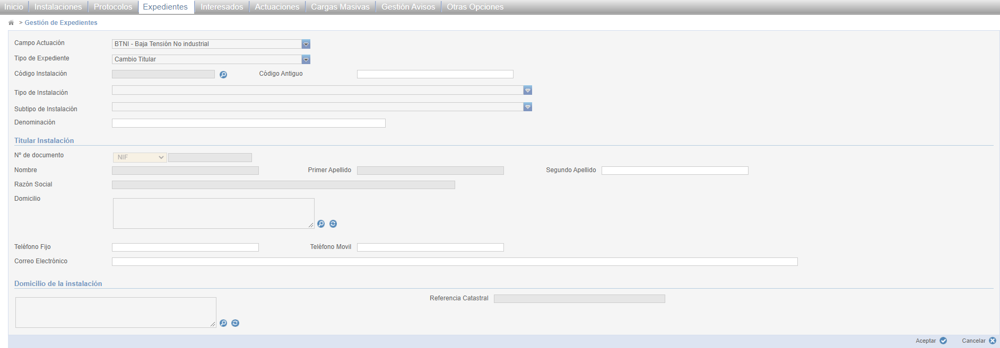 Inicio Instalaciones Protocolos Expedientes Interesados Actuaciones Cargas Masivas Gestión Avisos Otras Opciones
> Gestión de Expedientes
Campo Actuación BTNI - Baja Tensión No industrial
Tipo de Expediente Cambio Titular
Código Instalación Código Antiguo
Tipo de Instalación
Subtipo de Instalación
Denominación
Titular Instalación
Nº de documento NIF
Nombre Primer Apellido Segundo Apellido
Razón Social
Domicilio
Teléfono Fijo Teléfono Movil
Correo Electrónico
Domicilio de la instalación
Referencia Catastral
Aceptar Cancelar